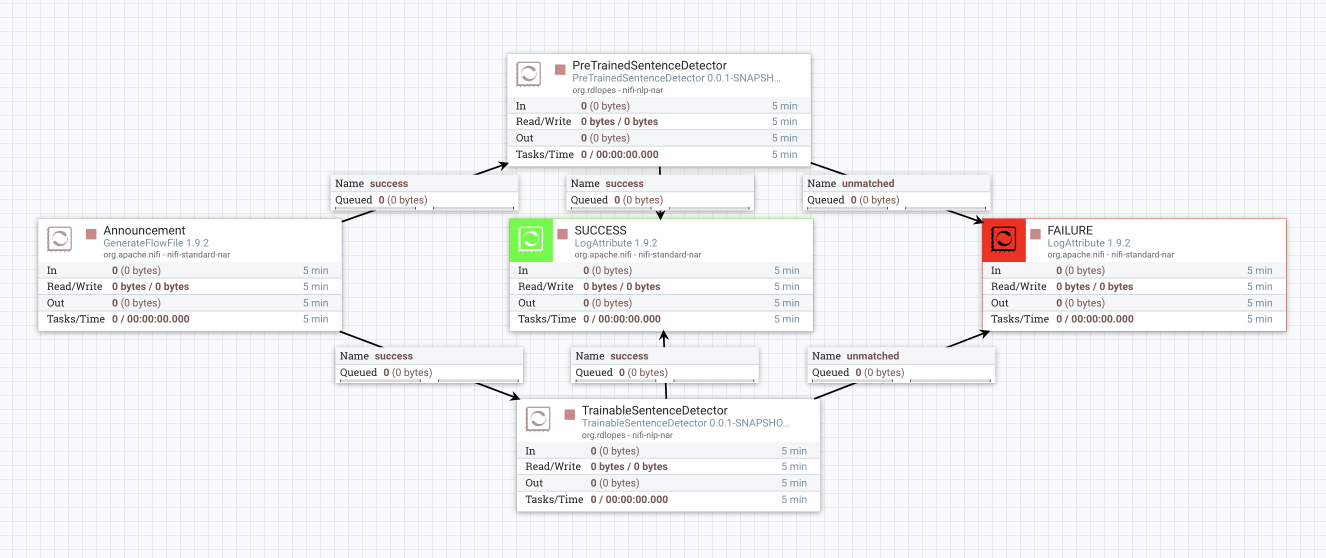 PreTrainedSentenceDetector
PreTrainedSentenceDetector 0.0.1-SNAPSH...
org.rdlopes - nifi-nlp-nar
In 0 (0 bytes) 5 min
Read/Write 0 bytes / 0 bytes 5 min
Out 0 (0 bytes) 5 min
Tasks/Time 0 / 00:00:00.000 5 min
Name success
Queued 0 (0 bytes)
Name success
Queued 0 (0 bytes)
Name unmatched
Queued 0 (0 bytes)
Announcement
GenerateFlowFile 1.9.2
org.apache.nifi - nifi-standard-nar
In 0 (0 bytes) 5 min
Read/Write 0 bytes / 0 bytes 5 min
Out 0 (0 bytes) 5 min
Tasks/Time 0 / 00:00:00.000 5 min
SUCCESS
LogAttribute 1.9.2
org.apache.nifi - nifi-standard-nar
In 0 (0 bytes) 5 min
Read/Write 0 bytes / 0 bytes 5 min
Out 0 (0 bytes) 5 min
Tasks/Time 0 / 00:00:00.000 5 min
FAILURE
LogAttribute 1.9.2
org.apache.nifi - nifi-standard-nar
In 0 (0 bytes) 5 min
Read/Write 0 bytes / 0 bytes 5 min
Out 0 (0 bytes) 5 min
Tasks/Time 0 / 00:00:00.000 5 min
Name success
Queued 0 (0 bytes)
Name success
Queued 0 (0 bytes)
Name unmatched
Queued 0 (0 bytes)
TrainableSentenceDetector
TrainableSentenceDetector 0.0.1-SNAPSHO...
org.rdlopes - nifi-nlp-nar
In 0 (0 bytes) 5 min
Read/Write 0 bytes / 0 bytes 5 min
Out 0 (0 bytes) 5 min
Tasks/Time 0 / 00:00:00.000 5 min